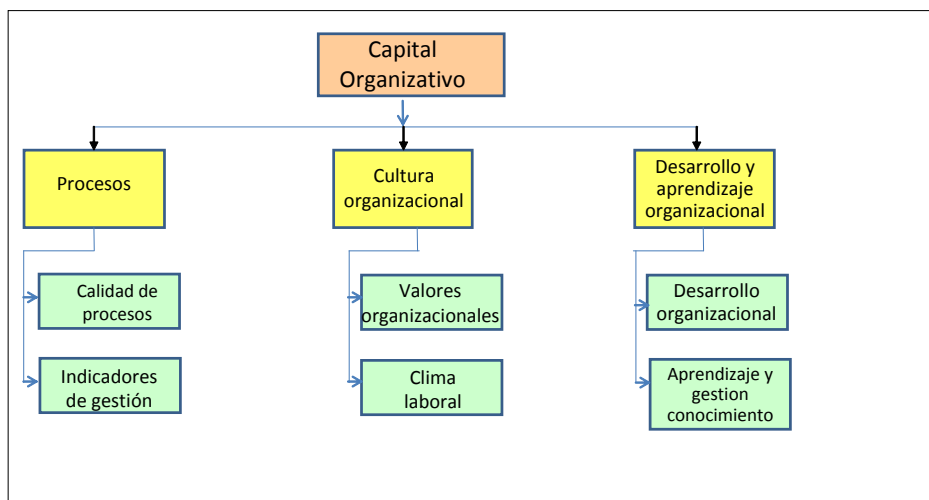 Capital
Organizativo
Procesos
Cultura
organizacional
Desarrollo y
aprendizaje
organizacional
Calidad de
procesos
Valores
organizacionales
Desarrollo
organizacional
Indicadores
de gestión
Clima
laboral
Aprendizaje y
gestion
conocimiento